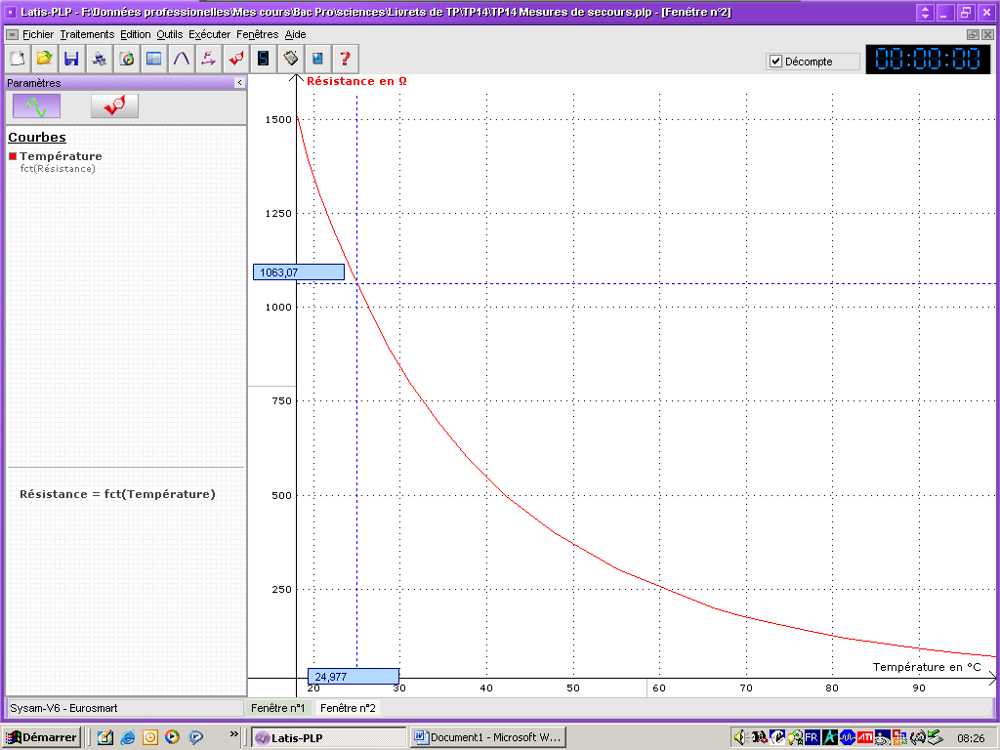 Latis-PLP - F:\Données professionelles\Mes cours\Bac Pro\sciences\Livrets de TP\TP14\TP14 Mesures de secours.plp - [Fenêtre n°2]
Fichier Traitements Edition Outils Exécuter Fenêtres Aide
Décompte
00:00:00
Paramètres
Courbes
Température
fct(Résistance)
Résistance = fct(Température)
Résistance en Ω
1500
1250
1063,07
1000
750
500
250
Température en °C
24,977
20 30 40 50 60 70 80 90
Sysam-V6 - Eurosmart
Fenêtre n°1 Fenêtre n°2
Démarrer
»
Latis-PLP
Document1 - Microsoft W...
FR
08:26